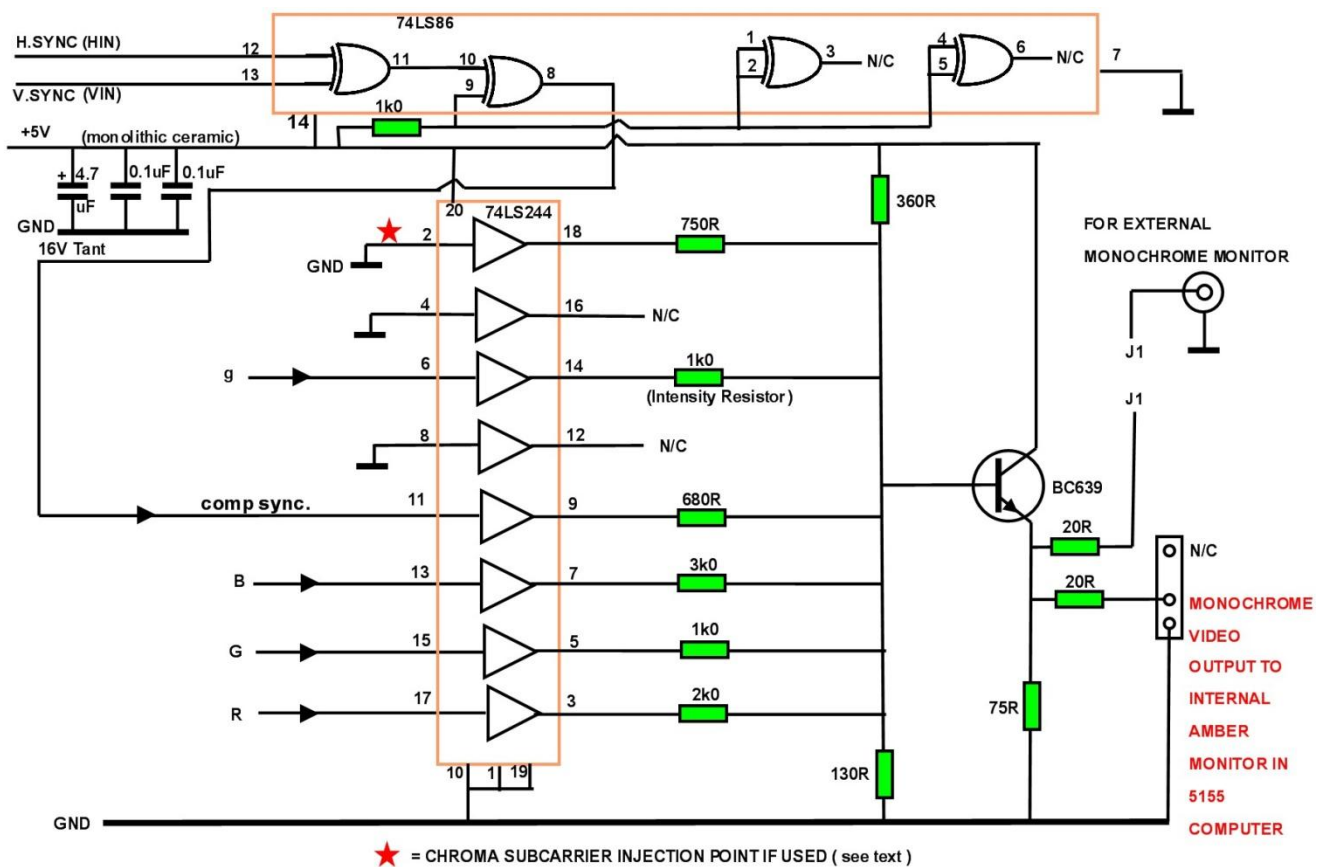 74LS86
H.SYNC (HIN)
12
11
10
8
1
2
3
N/C
4
5
6
N/C
7
13
9
V.SYNC (VIN)
1k0
14
+5V
(monolithic ceramic)
+ 4.7
uF
0.1uF
0.1uF
GND
16V Tant
20
74LS244
360R
2
18
750R
GND
FOR EXTERNAL
MONOCHROME MONITOR
4
16
N/C
J1
g
6
14
1k0
(Intensity Resistor)
J1
8
12
N/C
comp sync.
11
9
680R
BC639
20R
N/C
B
13
7
3k0
20R
MONOCHROME
VIDEO
OUTPUT TO
INTERNAL
AMBER
MONITOR IN
5155
COMPUTER
G
15
5
1k0
R
17
3
2k0
75R
10
1
19
130R
GND
= CHROMA SUBCARRIER INJECTION POINT IF USED ( see text )